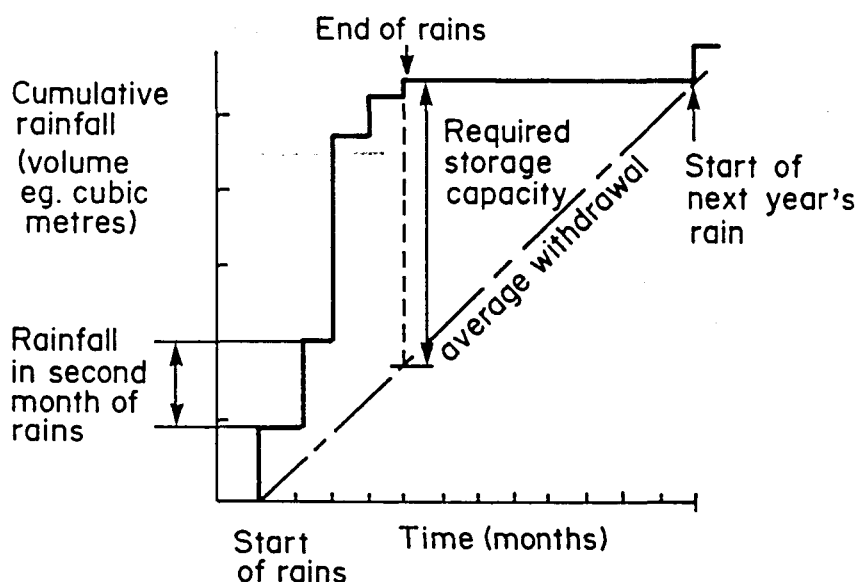 End of rains
Cumulative
rainfall
(volume
eg. cubic
metres)
Required
storage
capacity
Start of
next year's
rain
average withdrawal
Rainfall
in second
month of
rains
Start
of rains
Time (months)